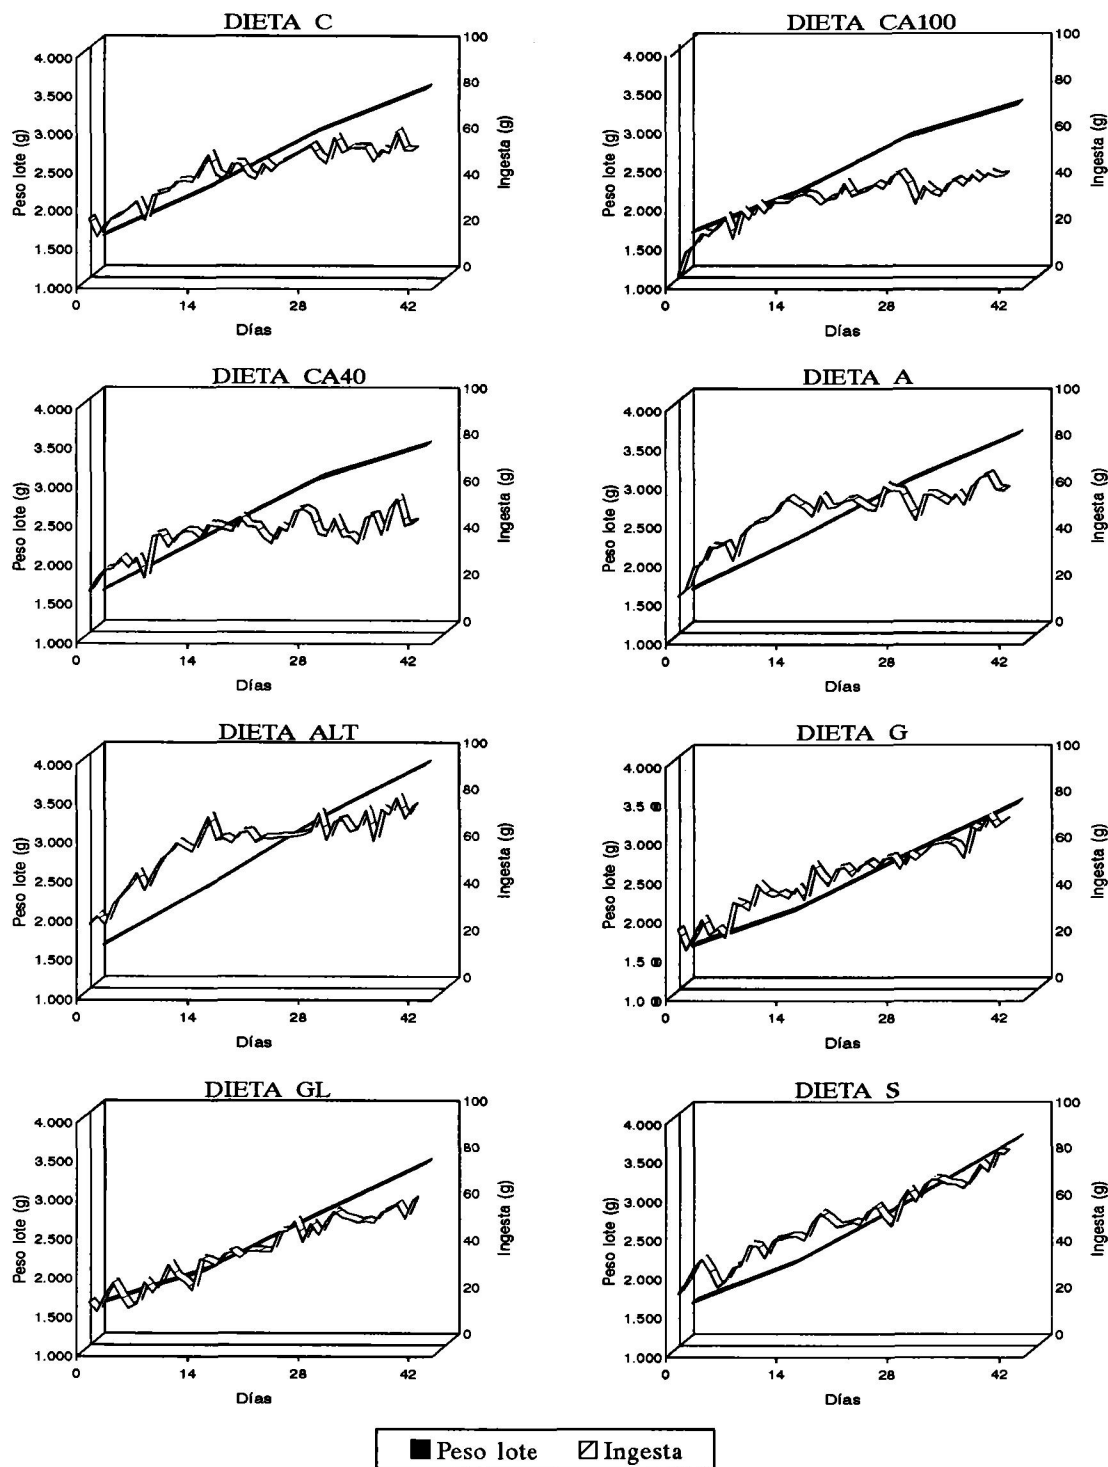 DIETA C
4.000
3.500
3.000
2.500
2.000
1.500
1.000
Peso lote (g)
100
80
60
40
20
0
Ingesta (g)
0 14 28 42
Días
DIETA CA100
4.000
3.500
3.000
2.500
2.000
1.500
1.000
Peso lote (g)
100
80
60
40
20
0
Ingesta (g)
0 14 28 42
Días
DIETA CA40
4.000
3.500
3.000
2.500
2.000
1.500
1.000
Peso lote (g)
100
80
60
40
20
0
Ingesta (g)
0 14 28 42
Días
DIETA A
4.000
3.500
3.000
2.500
2.000
1.500
1.000
Peso lote (g)
100
80
60
40
20
0
Ingesta (g)
0 14 28 42
Días
DIETA ALT
4.000
3.500
3.000
2.500
2.000
1.500
1.000
Peso lote (g)
100
80
60
40
20
0
Ingesta (g)
0 14 28 42
Días
DIETA G
4.000
3.000
2.500
2.000
Peso lote (g)
100
80
60
40
20
0
Ingesta (g)
0 14 28 42
Días
DIETA GL
4.000
3.500
3.000
2.500
2.000
1.500
1.000
Peso lote (g)
100
80
60
40
20
0
Ingesta (g)
0 14 28 42
Días
DIETA S
4.000
3.500
3.000
2.500
2.000
1.500
1.000
Peso lote (g)
100
80
60
40
20
0
Ingesta (g)
0 14 28 42
Días
Peso lote Ingesta